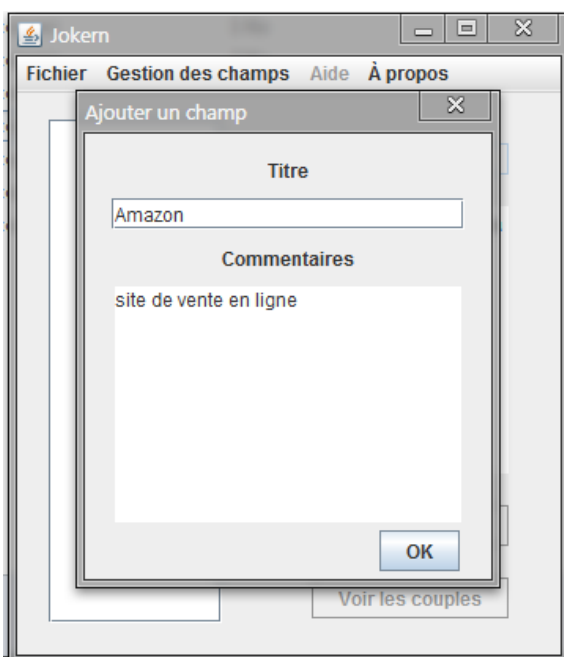 Jokern
Fichier Gestion des champs Aide À propos
Ajouter un champ
Titre
Amazon
Commentaires
site de vente en ligne
OK
Voir les couples